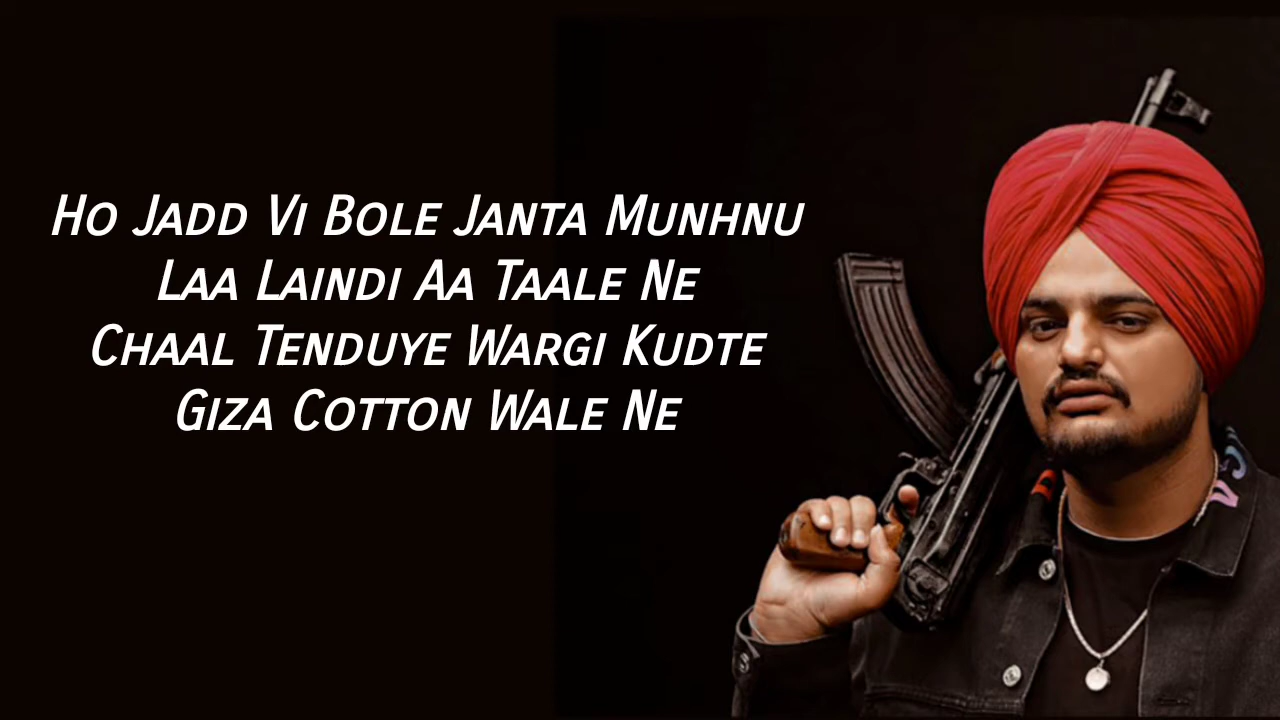 Ho Jadd Vi Bole Janta Munhnu
Laa Laindi Aa Taale Ne
Chaal Tenduye Wargi Kudte
Giza Cotton Wale Ne